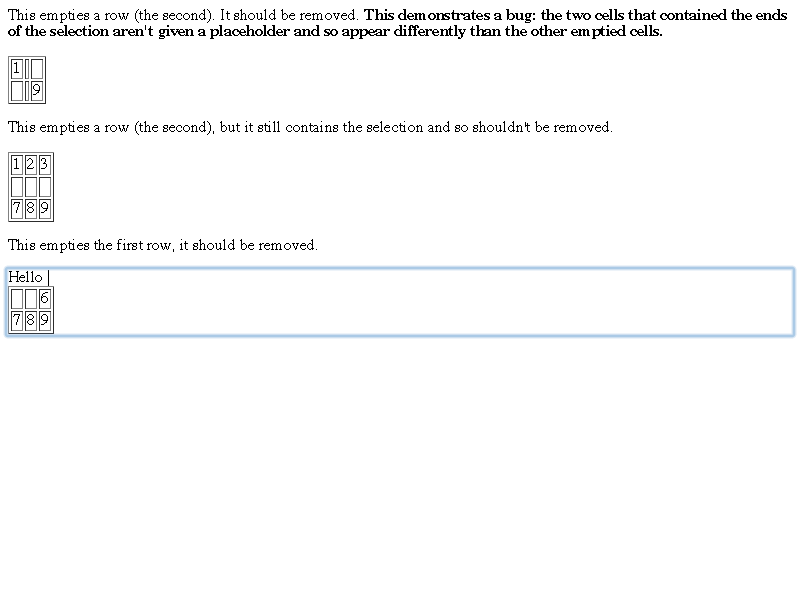 This empties a row (the second). It should be removed. This demonstrates a bug: the two cells that contained the ends
of the selection aren't given a placeholder and so appear differently than the other emptied cells.
1
9
This empties a row (the second), but it still contains the selection and so shouldn't be removed.
1 2 3
7 8 9
This empties the first row, it should be removed.
Hello
6
7 8 9